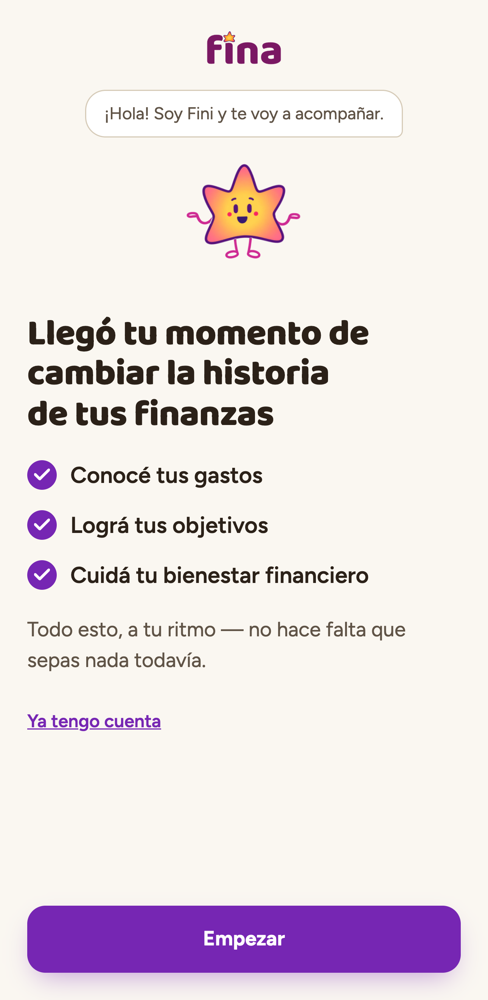 fina
¡Hola! Soy Fini y te voy a acompañar.
Llegó tu momento de
cambiar la historia
de tus finanzas
Conocé tus gastos
Lográ tus objetivos
Cuidá tu bienestar financiero
Todo esto, a tu ritmo — no hace falta que
sepas nada todavía.
Ya tengo cuenta
Empezar